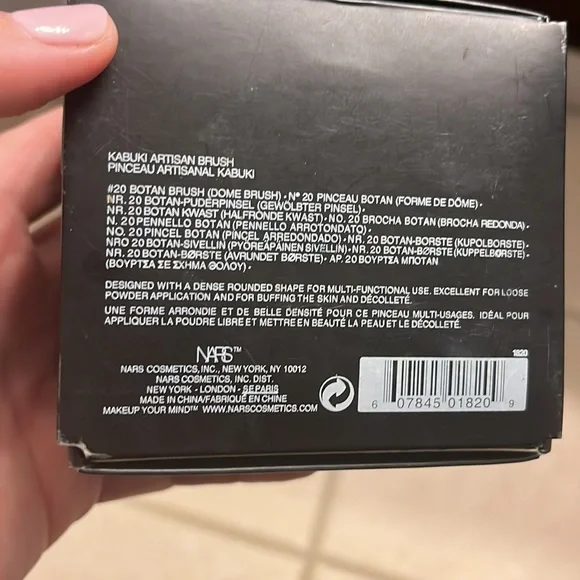 KABUKI ARTISAN BRUSH
PINCEAU ARTISANAL KABUKI
#20 BOTAN BRUSH (DOME BRUSH) • N° 20 PINCEAU BOTAN (FORME DE DÔME) •
NR. 20 BOTAN-PUDERPINSEL (GEWÖLBTER PINSEL) •
NR. 20 BOTAN KWAST (HALFRONDE KWAST) • NO. 20 BROCHA BOTAN (BROCHA REDONDA) •
N. 20 PENNELLO BOTAN (PENNELLO ARROTONDATO) •
NO. 20 PINCEL BOTAN (PINCEL ARREDONDADO) • NR. 20 BOTAN-BORSTE (KUPOLBORSTE) •
NRO 20 BOTAN-SIVELLIN (PYÖREÄPÄINEN SIVELLIN) • NR. 20 BOTAN-BØRSTE (KUPPELBØRSTE) •
NR. 20 BOTAN-BØRSTE (AVRUNDET BØRSTE) • ΑΡ. 20 ΒΟΥΡΤΣΑ ΜΠΟΤΑΝ
(ΒΟΥΡΤΣΑ ΣΕ ΣΧΗΜΑ ΘΟΛΟΥ) •
DESIGNED WITH A DENSE ROUNDED SHAPE FOR MULTI-FUNCTIONAL USE. EXCELLENT FOR LOOSE
POWDER APPLICATION AND FOR BUFFING THE SKIN AND DÉCOLLETÉ.
UNE FORME ARRONDIE ET DE BELLE DENSITÉ POUR CE PINCEAU MULTI-USAGES. IDÉAL POUR
APPLIQUER LA POUDRE LIBRE ET METTRE EN BEAUTÉ LA PEAU ET LE DÉCOLLETÉ.
NARS™
NARS COSMETICS, INC., NEW YORK, NY 10012
NARS COSMETICS, INC. DIST.
NEW YORK - LONDON - SEPARIS
MADE IN CHINA/FABRIQUÉ EN CHINE
MAKEUP YOUR MIND™ WWW.NARSCOSMETICS.COM
1820
6 07845 01820 9